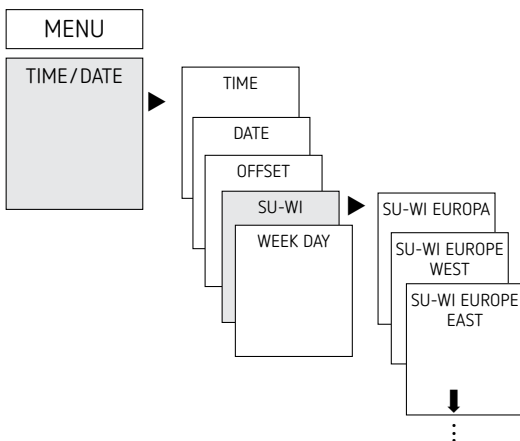 MENU
TIME/DATE
TIME
DATE
OFFSET
SU-WI
WEEK DAY
SU-WI EUROPA
SU-WI EUROPE
WEST
SU-WI EUROPE
EAST